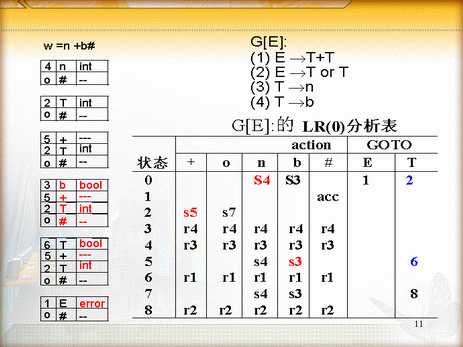 w =n +b#
4 n int
o # --
2 T int
o # --
5 + ---
2 T int
o # --
3 b bool
5 + ---
2 T int
o # --
6 T bool
5 + ---
2 T int
o # --
1 E error
o # --
G[E]:
(1) E →T+T
(2) E →T or T
(3) T →n
(4) T →b
G[E]:的 LR(0)分析表
action GOTO
状态 + o n b # E T
0 S4 S3 1 2
1 acc
2 s5 s7
3 r4 r4 r4 r4 r4
4 r3 r3 r3 r3 r3
5 s4 s3 6
6 r1 r1 r1 r1 r1
7 s4 s3 8
8 r2 r2 r2 r2 r2
11